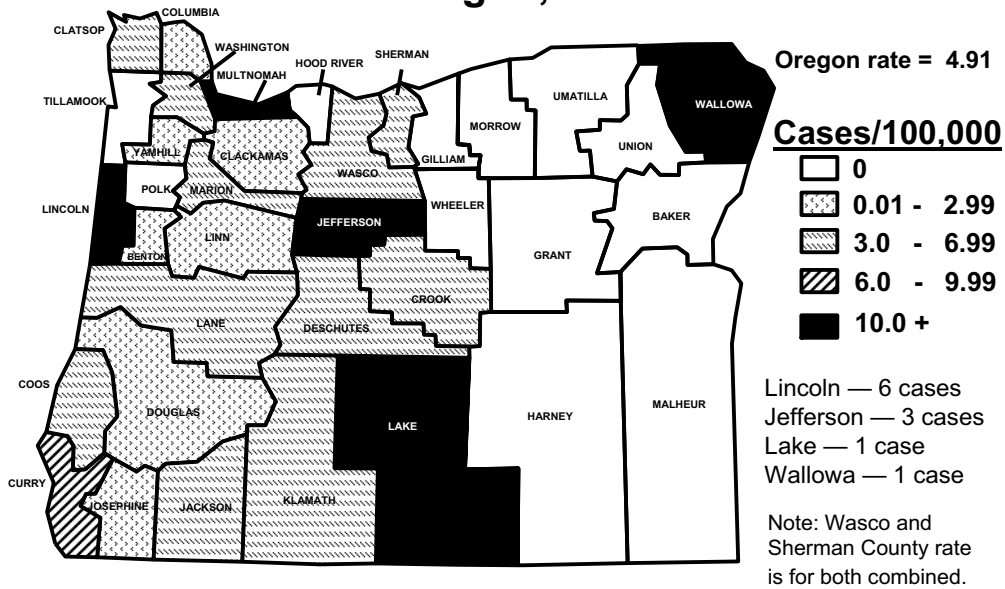 COLUMBIA
CLATSOP
WASHINGTON
MULTNOMAH
HOOD RIVER
SHERMAN
TILLAMOOK
UMATILLA
WALLOWA
MORROW
UNION
GILLIAM
YAMHILL
CLACKAMAS
WASCO
POLK
MARION
WHEELER
BAKER
LINCOLN
JEFFERSON
LINN
BENTON
GRANT
CROOK
LANE
DESCHUTES
COOS
DOUGLAS
LAKE
HARNEY
MALHEUR
CURRY
JOSEPHINE
JACKSON
KLAMATH
Oregon rate = 4.91
Cases/100,000
0
0.01 - 2.99
3.0 - 6.99
6.0 - 9.99
10.0 +
Lincoln — 6 cases
Jefferson — 3 cases
Lake — 1 case
Wallowa — 1 case
Note: Wasco and
Sherman County rate
is for both combined.